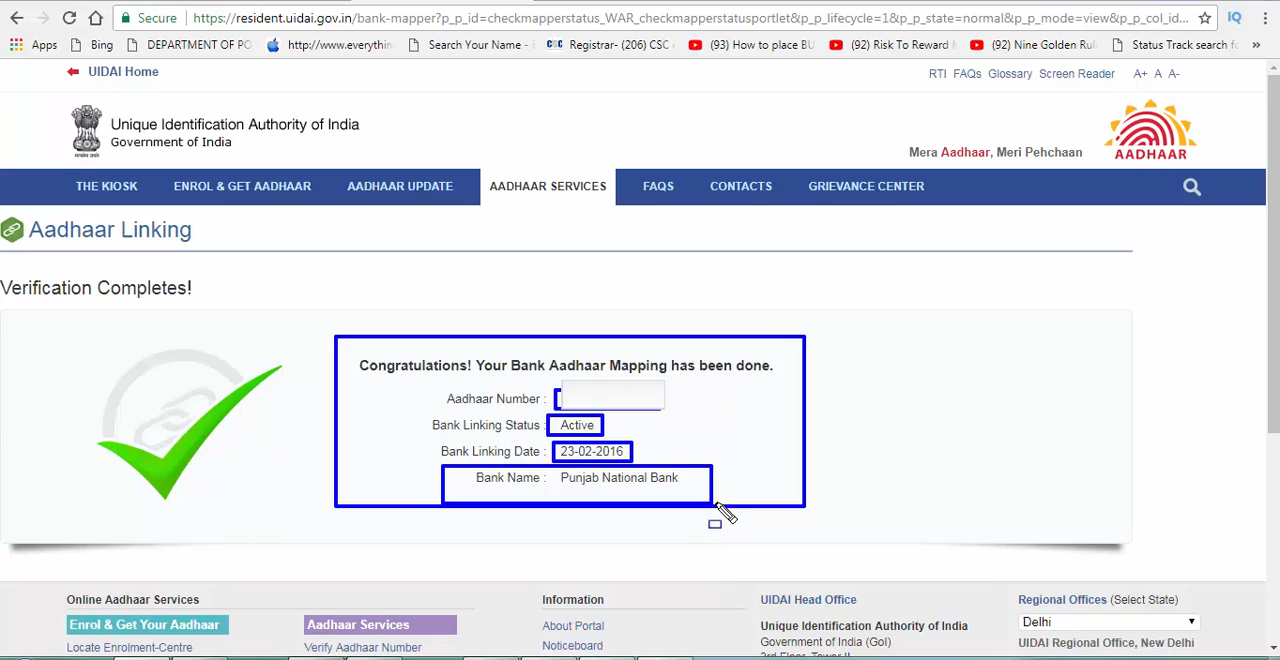 Secure https://resident.uidai.gov.in/bank-mapper?p_p_id=checkmapperstatus_WAR_checkmapperstatusportlet&p_p_lifecycle=1&p_p_state=normal&p_p_mode=view&p_p_col_id... IQ
Apps Bing DEPARTMENT OF PO http://www.everythin Search Your Name - CSC Registrar- (206) CSC (93) How to place BU (92) Risk To Reward (92) Nine Golden Rul Status Track search fo »
UIDAI Home RTI FAQs Glossary Screen Reader A+ A A-
Unique Identification Authority of India
Government of India
Mera Aadhaar, Meri Pehchaan AADHAAR
THE KIOSK ENROL & GET AADHAAR AADHAAR UPDATE AADHAAR SERVICES FAQS CONTACTS GRIEVANCE CENTER
Aadhaar Linking
Verification Completes!
Congratulations! Your Bank Aadhaar Mapping has been done.
Aadhaar Number :
Bank Linking Status : Active
Bank Linking Date : 23-02-2016
Bank Name : Punjab National Bank
Online Aadhaar Services Information UIDAI Head Office Regional Offices (Select State)
Enrol & Get Your Aadhaar Aadhaar Services About Portal Unique Identification Authority of India Delhi
Locate Enrolment-Centre Verify Aadhaar Number Noticeboard Government of India (GoI) UIDAI Regional Office, New Delhi